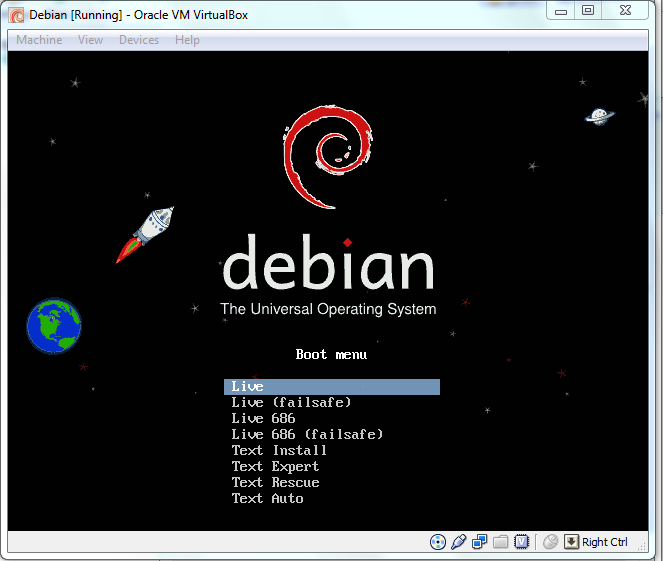 Debian [Running] - Oracle VM VirtualBox
Machine View Devices Help
debian
The Universal Operating System
Boot menu
Live
Live (failsafe)
Live 686
Live 686 (failsafe)
Text Install
Text Expert
Text Rescue
Text Auto
Right Ctrl